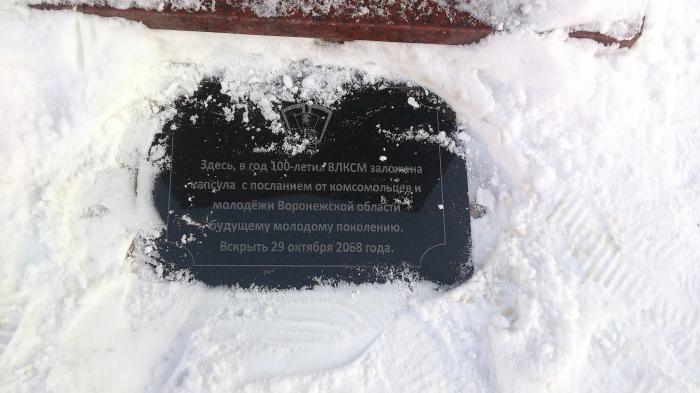 Здесь, в год 100-летия ВЛКСМ заложена
капсула с посланием от комсомольцев и
молодёжи Воронежской области
будущему молодому поколению.
Вскрыть 29 октября 2068 года.